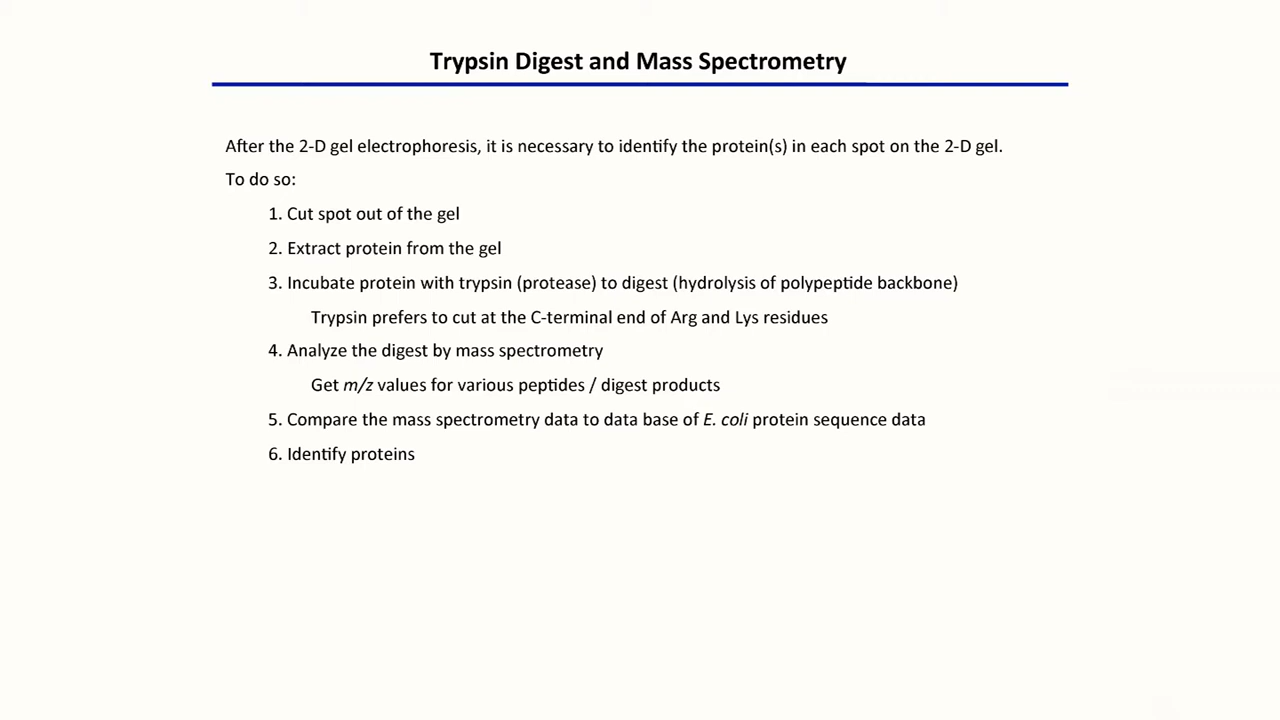 Trypsin Digest and Mass Spectrometry
After the 2-D gel electrophoresis, it is necessary to identify the protein(s) in each spot on the 2-D gel.
To do so:
1. Cut spot out of the gel
2. Extract protein from the gel
3. Incubate protein with trypsin (protease) to digest (hydrolysis of polypeptide backbone)
Trypsin prefers to cut at the C-terminal end of Arg and Lys residues
4. Analyze the digest by mass spectrometry
Get m/z values for various peptides / digest products
5. Compare the mass spectrometry data to data base of E. coli protein sequence data
6. Identify proteins